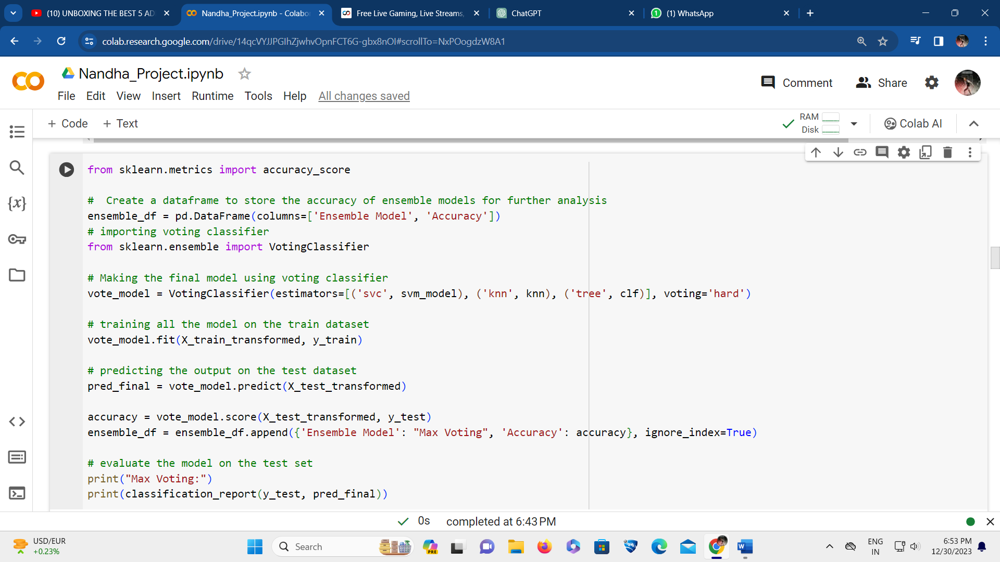 (10) UNBOXING THE BEST 5 AD
Nandha_Project.ipynb - Colabor
Free Live Gaming, Live Streams,
ChatGPT
(1) WhatsApp
colab.research.google.com/drive/14qcVYJJPGIhZjwhvOpnFCT6G-gbx8nOI#scrollTo=NxPOogdzW8A1
Nandha_Project.ipynb
Comment
Share
File Edit View Insert Runtime Tools Help All changes saved
+ Code + Text
RAM
Disk
Colab AI
{x}
from sklearn.metrics import accuracy_score
#  Create a dataframe to store the accuracy of ensemble models for further analysis
ensemble_df = pd.DataFrame(columns=['Ensemble Model', 'Accuracy'])
# importing voting classifier
from sklearn.ensemble import VotingClassifier
# Making the final model using voting classifier
vote_model = VotingClassifier(estimators=[('svc', svm_model), ('knn', knn), ('tree', clf)], voting='hard')
# training all the model on the train dataset
vote_model.fit(X_train_transformed, y_train)
# predicting the output on the test dataset
pred_final = vote_model.predict(X_test_transformed)
accuracy = vote_model.score(X_test_transformed, y_test)
ensemble_df = ensemble_df.append({'Ensemble Model': "Max Voting", 'Accuracy': accuracy}, ignore_index=True)
# evaluate the model on the test set
print("Max Voting:")
print(classification_report(y_test, pred_final))
0s completed at 6:43 PM
USD/EUR
+0.23%
Search
PRE
ENG
IN
6:53 PM
12/30/2023